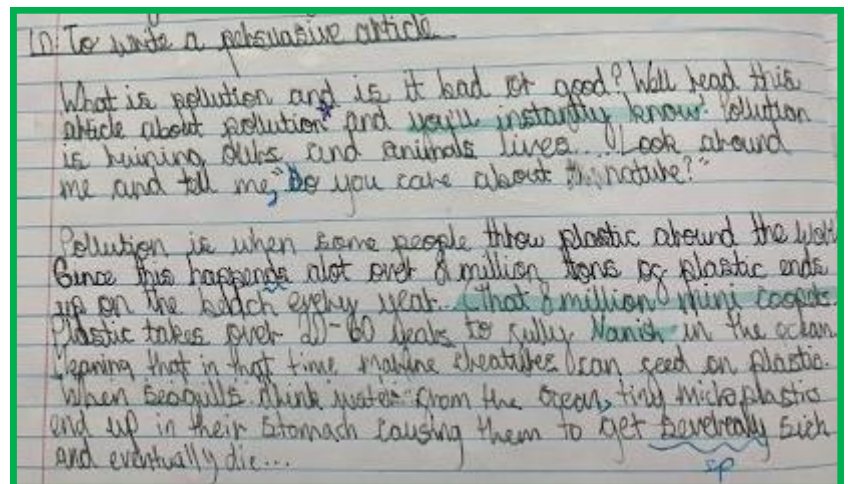 LO: To write a persuasive article.
What is pollution and is it bad or good? Well read this
article about pollution and you'll instantly know. Pollution
is ruining ours and animals lives... Look around
me and tell me, "Do you care about nature?"
Pollution is when some people throw plastic around the
Since this happends alot over 8 million tons of plastic ends
up on the beach every year. That 8 million mini coopers.
Plastic takes over 20-60 years to fully Vanish in the ocean
Meaning that in that time marine creatures can feed on plastic.
When seagulls drink water from the Ocean, tiny microplastic
end up in their stomach causing them to get severeally sick
and eventually die...
sp